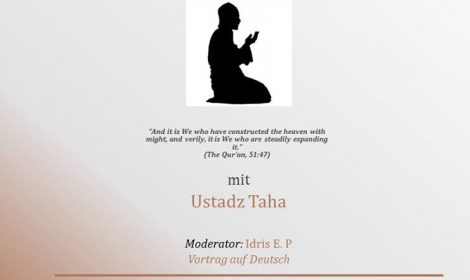 "And it is We who have constructed the heaven with
might, and verily, it is We who are steadily expanding
it."
(The Qur'an, 51:47)
mit
Ustadz Taha
Moderator: Idris E. P
Vortrag auf Deutsch